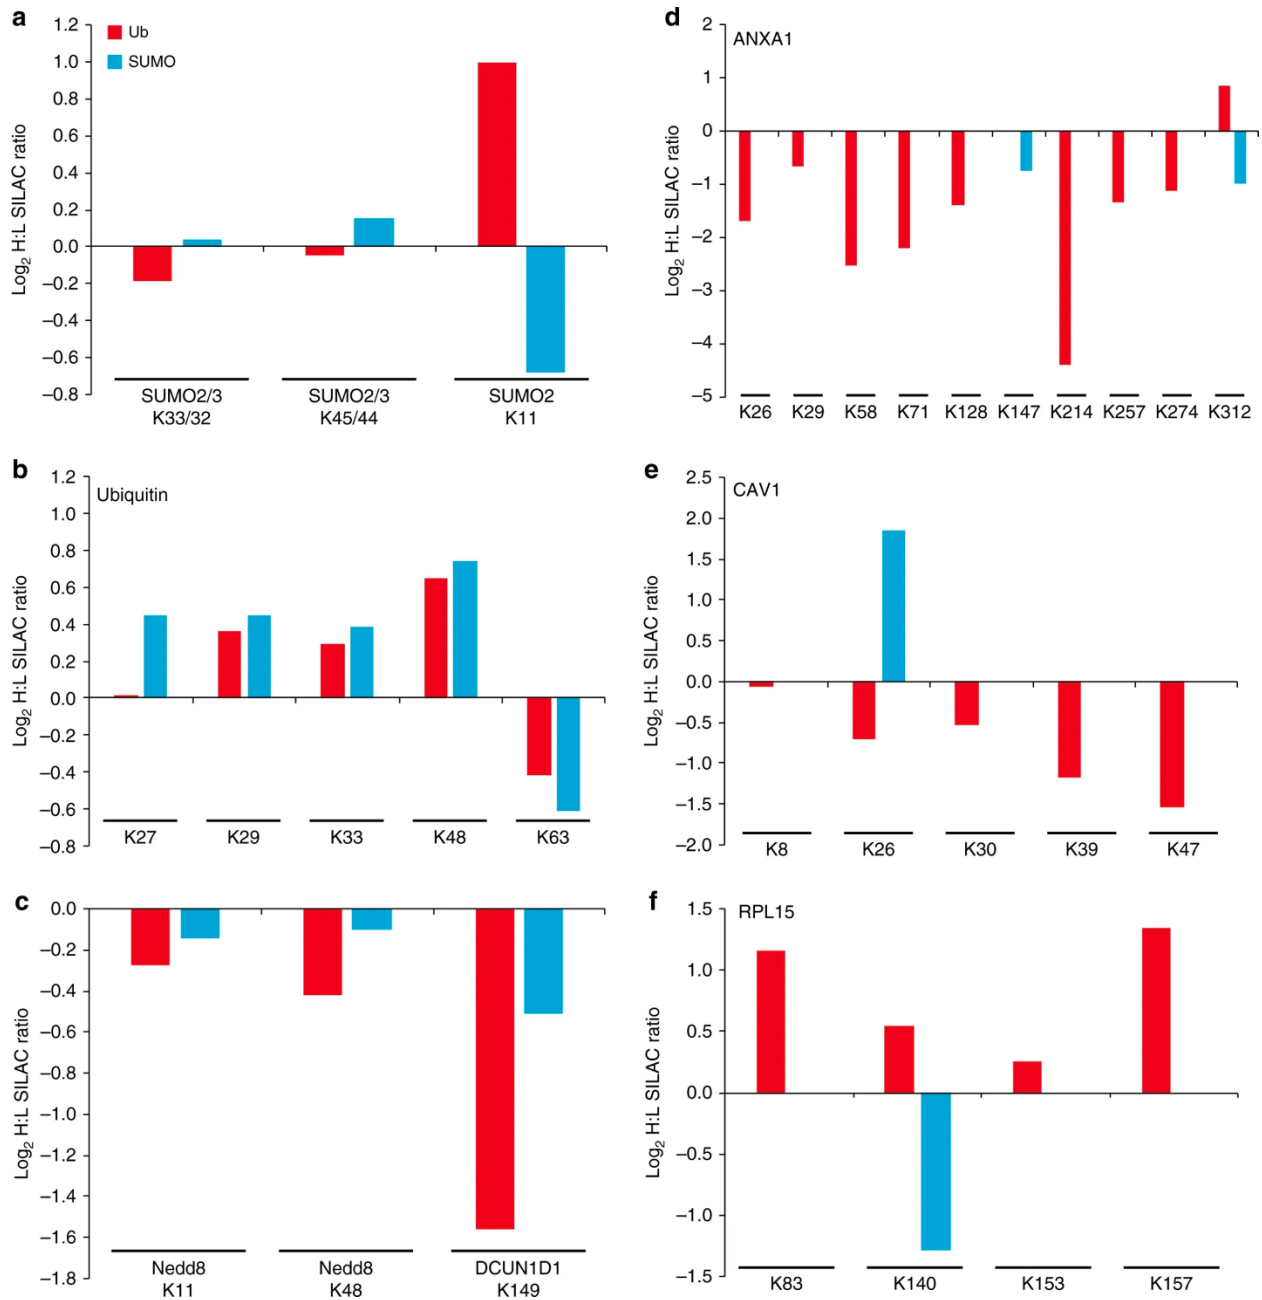 a
1.2
1.0
0.8
0.6
0.4
0.2
0.0
–0.2
–0.4
–0.6
–0.8
Log2 H:L SILAC ratio
Ub
SUMO
SUMO2/3
K33/32
SUMO2/3
K45/44
SUMO2
K11
b
1.2
1.0
0.8
0.6
0.4
0.2
0.0
–0.2
–0.4
–0.6
–0.8
Log2 H:L SILAC ratio
Ubiquitin
K27 K29 K33 K48 K63
c
0.0
–0.2
–0.4
–0.6
–0.8
–1.0
–1.2
–1.4
–1.6
–1.8
Log2 H:L SILAC ratio
Nedd8
K11
Nedd8
K48
DCUN1D1
K149
d
2
1
0
–1
–2
–3
–4
–5
Log2 H:L SILAC ratio
ANXA1
K26 K29 K58 K71 K128 K147 K214 K257 K274 K312
e
2.5
2.0
1.5
1.0
0.5
0.0
–0.5
–1.0
–1.5
–2.0
Log2 H:L SILAC ratio
CAV1
K8 K26 K30 K39 K47
f
1.5
1.0
0.5
0.0
–0.5
–1.0
–1.5
Log2 H:L SILAC ratio
RPL15
K83 K140 K153 K157